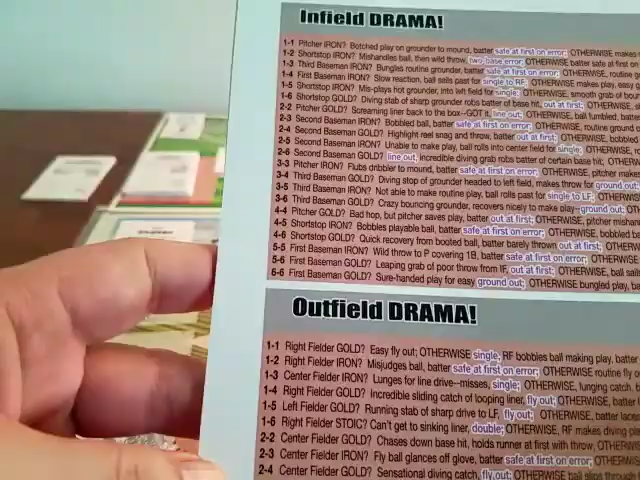 Infield DRAMA!
1-1 Pitcher IRON? Botched play on grounder to mound, batter safe at first on error; OTHERWISE makes
1-2 Shortstop IRON? Mishandles ball, then wild throw, two-base error; OTHERWISE batter safe at first on
1-3 Third Baseman IRON? Bungles routine grounder, batter safe at first on error; OTHERWISE, routine
1-4 First Baseman IRON? Slow reaction, ball seils past for single to RF; OTHERWISE makes play, easy g
1-5 Shortstop IRON? Mis-plays hot grounder, into left field for single; OTHERWISE, smooth grab of boun
1-6 Shortstop GOLD? Diving stab of sharp grounder robs batter of base hit, out at first; OTHERWISE,
2-2 Pitcher GOLD? Screaming liner back to the box--GOT it, line out; OTHERWISE, ball fumbled, batter
2-3 Second Baseman IRON? Bobbled ball, batter safe at first on error; OTHERWISE, routine ground
2-4 Second Baseman GOLD? Highlight reel snag and throw, batter out at first; OTHERWISE, bobbled
2-5 Second Baseman IRON? Unable to make play, ball rolls into center field for single; OTHERWISE,
2-6 Second Baseman GOLD? line out, incredible diving grab robs batter of certain base hit; OTHERWISE,
3-3 Pitcher IRON? Flubs dribbler to mound, batter safe at first on error; OTHERWISE, pitcher makes
3-4 Third Baseman GOLD? Diving stop of grounder headed to left field, makes throw for ground out;
3-5 Third Baseman IRON? Not able to make routine play, ball rolls past for single to LF; OTHERWISE,
3-6 Third Baseman GOLD? Crazy bouncing grounder, recovers nicely to make play--ground out;
4-4 Pitcher GOLD? Bad hop, but pitcher saves play, batter out at first; OTHERWISE, pitcher mishan
4-5 Shortstop IRON? Bobbles playable ball, batter safe at first on error; OTHERWISE, bobbled ba
4-6 Shortstop GOLD? Quick recovery from booted ball, batter barely thrown out at first; OTHERWISE,
5-5 First Baseman IRON? Wild throw to P covering 1B, batter safe at first on error; OTHERWISE,
5-6 First Baseman GOLD? Leaping grab of poor throw from IF, out at first; OTHERWISE, ball sails
6-6 First Baseman GOLD? Sure-handed play for easy ground out; OTHERWISE bungled play, ba
Outfield DRAMA!
1-1 Right Fielder GOLD? Easy fly out; OTHERWISE single; RF bobbles ball making play, batter
1-2 Right Fielder IRON? Misjudges ball, batter safe at first on error; OTHERWISE routine fly o
1-3 Center Fielder IRON? Lunges for line drive--misses, single; OTHERWISE, lunging catch,
1-4 Right Fielder GOLD? Incredible sliding catch of looping liner, fly out; OTHERWISE, batter l
1-5 Left Fielder GOLD? Running stab of sharp drive to LF, fly out; OTHERWISE, batter laces
1-6 Right Fielder STOIC? Can't get to sinking liner, double; OTHERWISE, RF makes diving pla
2-2 Center Fielder GOLD? Chases down base hit, holds runner at first with throw; OTHERWISE,
2-3 Center Fielder IRON? Fly ball glances off glove, batter safe at first on error; OTHERWISE
2-4 Center Fielder GOLD? Sensational diving catch, fly out; OTHERWISE, ball slips through